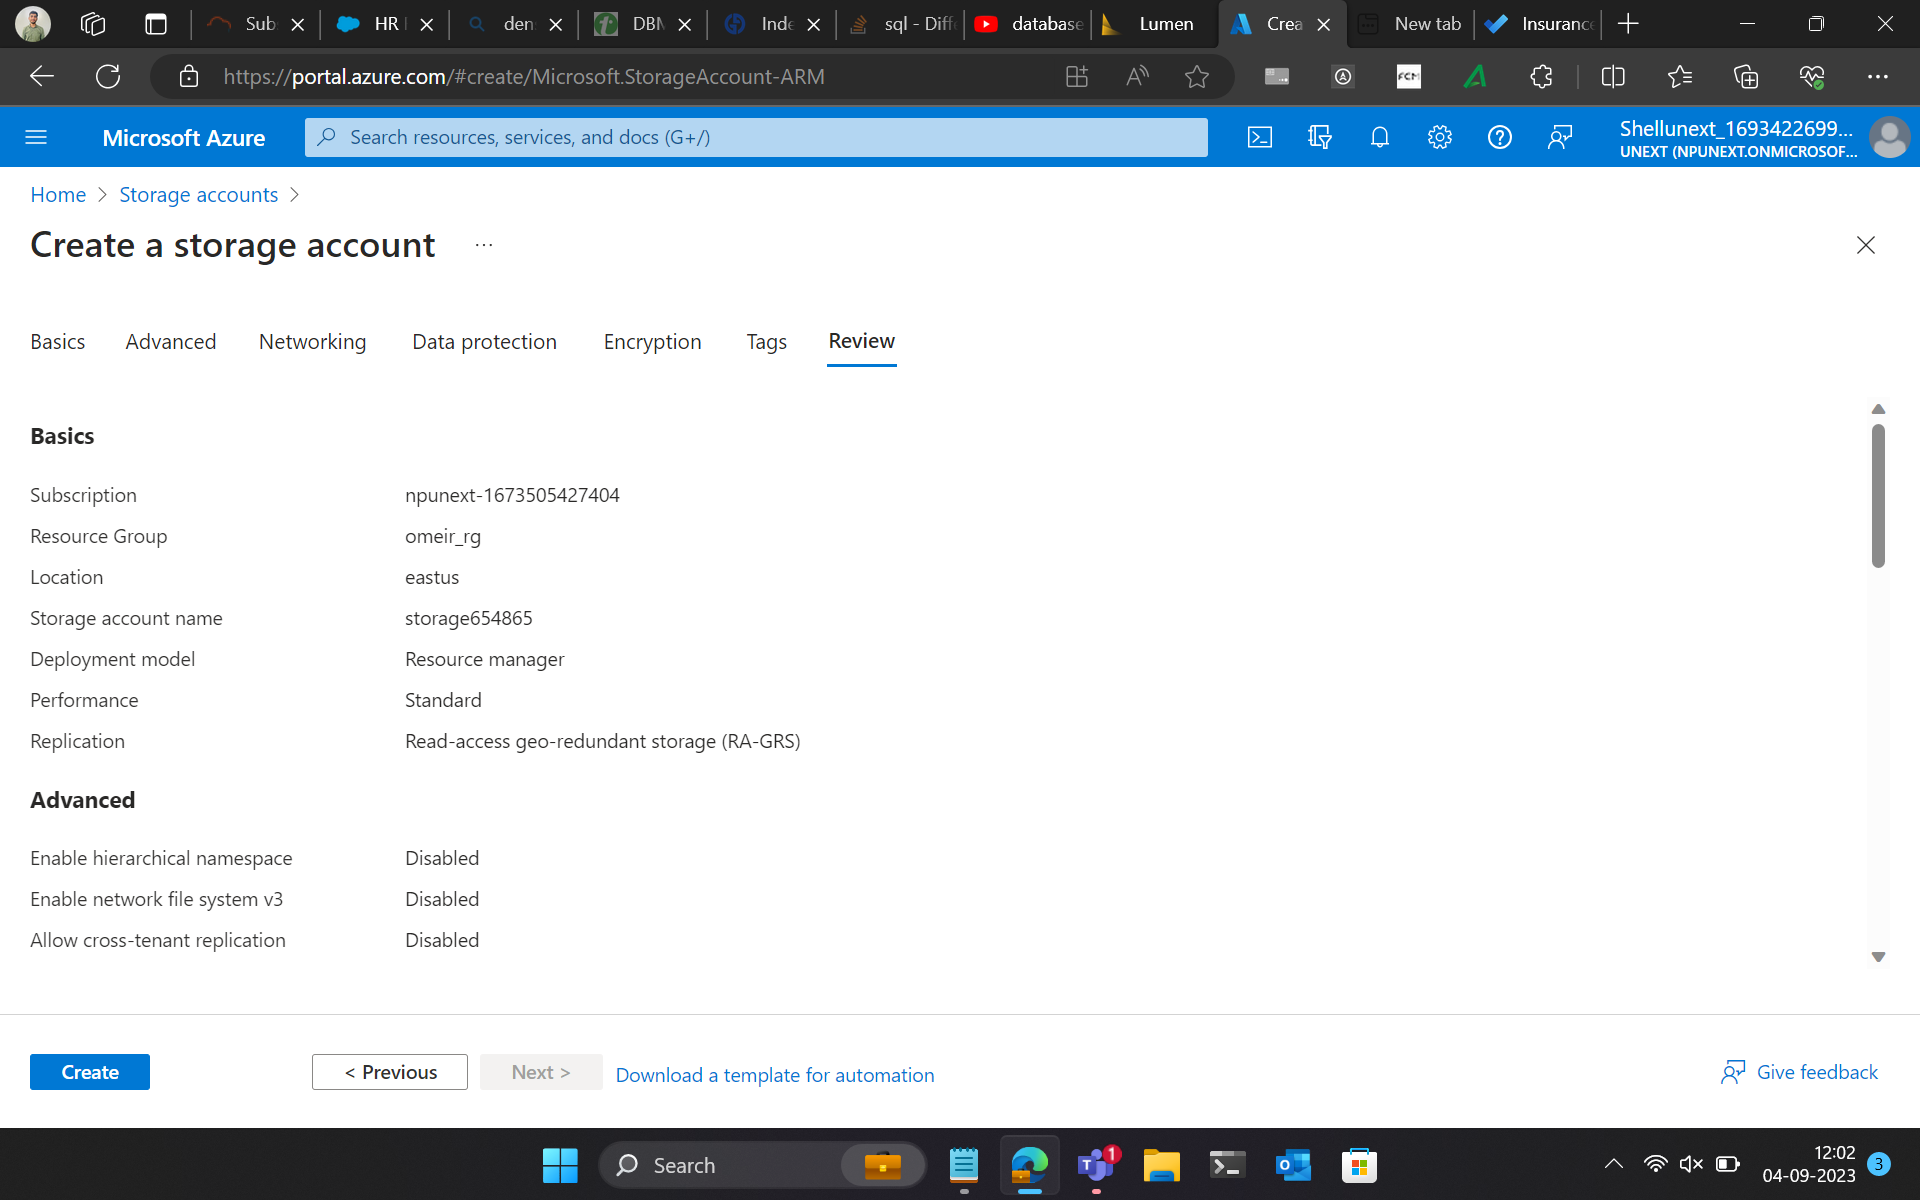 Sub
HR
den
DBM
Inde
sql - Diff
database
Lumen
Crea
New tab
Insurance
https://portal.azure.com/#create/Microsoft.StorageAccount-ARM
Microsoft Azure
Search resources, services, and docs (G+/)
Shellunext_1693422699...
UNEXT (NPUNEXT.ONMICROSOF...
Home > Storage accounts >
Create a storage account ...
Basics Advanced Networking Data protection Encryption Tags Review
Basics
Subscription npunext-1673505427404
Resource Group omeir_rg
Location eastus
Storage account name storage654865
Deployment model Resource manager
Performance Standard
Replication Read-access geo-redundant storage (RA-GRS)
Advanced
Enable hierarchical namespace Disabled
Enable network file system v3 Disabled
Allow cross-tenant replication Disabled
Create < Previous Next > Download a template for automation Give feedback
Search
1
12:02
04-09-2023
3